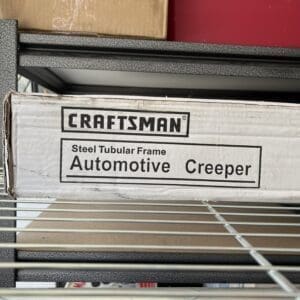 CRAFTSMAN
Steel Tubular Frame
Automotive Creeper